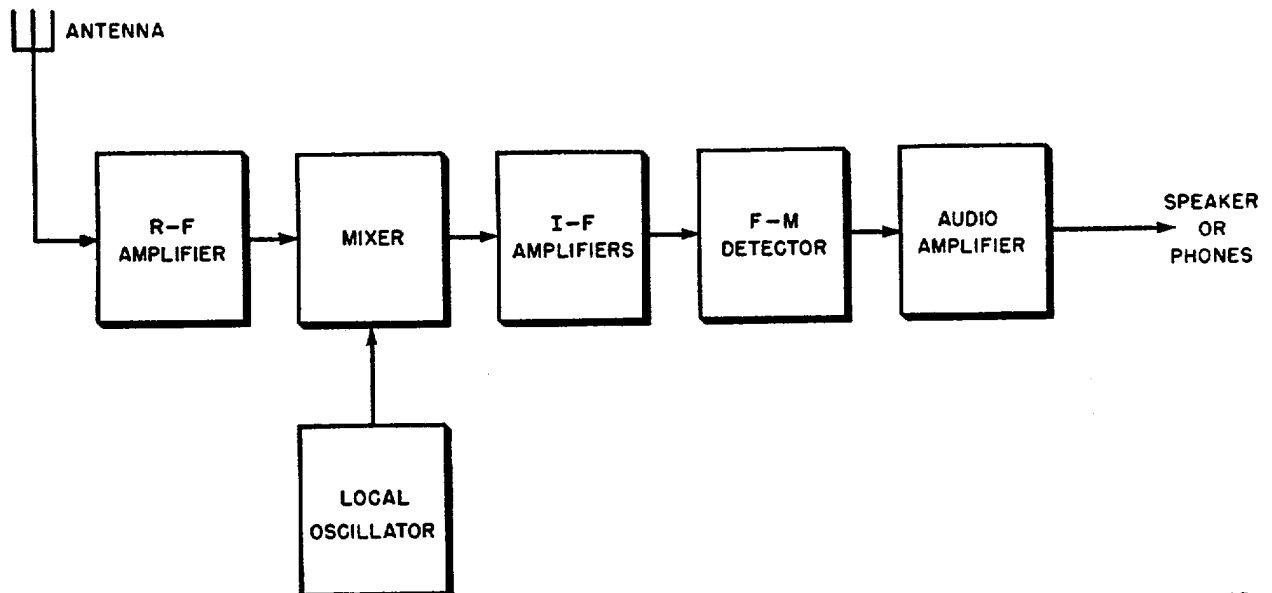 ANTENNA
R-F
AMPLIFIER
MIXER
I-F
AMPLIFIERS
F-M
DETECTOR
AUDIO
AMPLIFIER
SPEAKER
OR
PHONES
LOCAL
OSCILLATOR